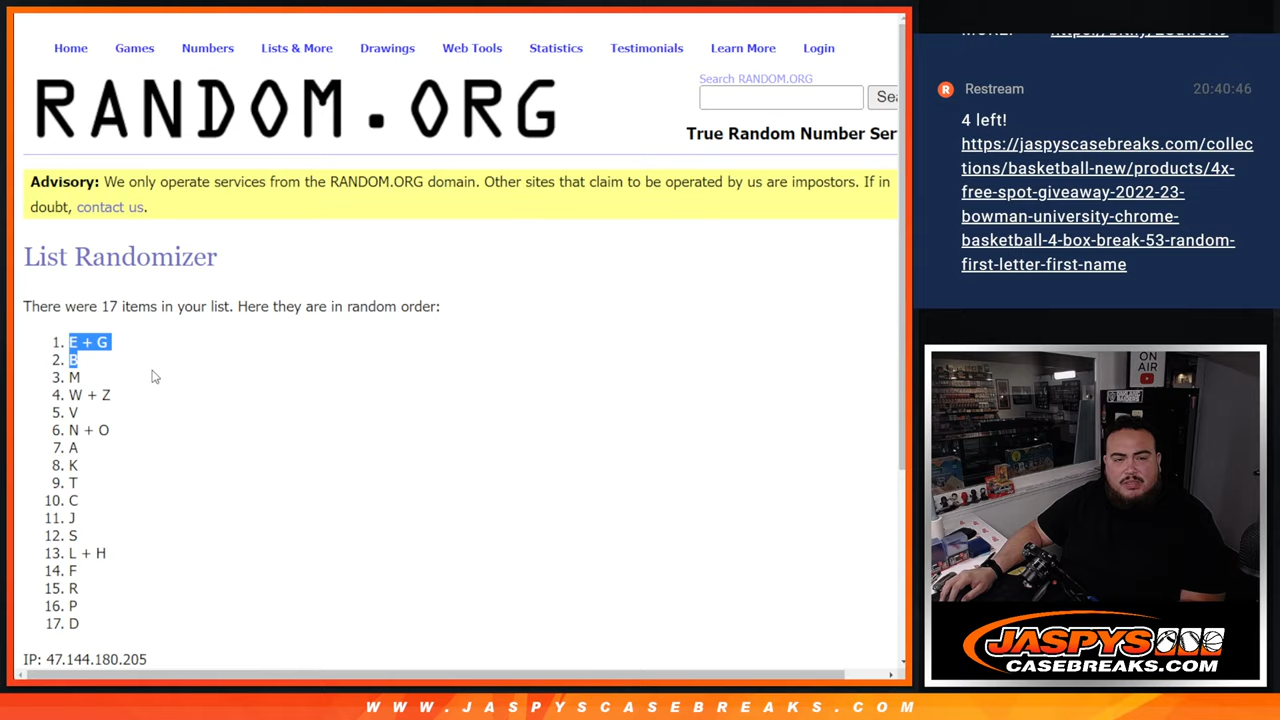 Home Games Numbers Lists & More Drawings Web Tools Statistics Testimonials Learn More Login
RANDOM.ORG
Search RANDOM.ORG
Sea
True Random Number Ser
Advisory: We only operate services from the RANDOM.ORG domain. Other sites that claim to be operated by us are impostors. If in
doubt, contact us.
List Randomizer
There were 17 items in your list. Here they are in random order:
1. E + G
2. B
3. M
4. W + Z
5. V
6. N + O
7. A
8. K
9. T
10. C
11. J
12. S
13. L + H
14. F
15. R
16. P
17. D
IP: 47.144.180.205
R Restream 20:40:46
4 left!
https://jaspyscasebreaks.com/collec
tions/basketball-new/products/4x-
free-spot-giveaway-2022-23-
bowman-university-chrome-
basketball-4-box-break-53-random-
first-letter-first-name
ON
AIR
JASPYS
CASEBREAKS.COM
WWW.JASPYSCASEBREAKS.COM